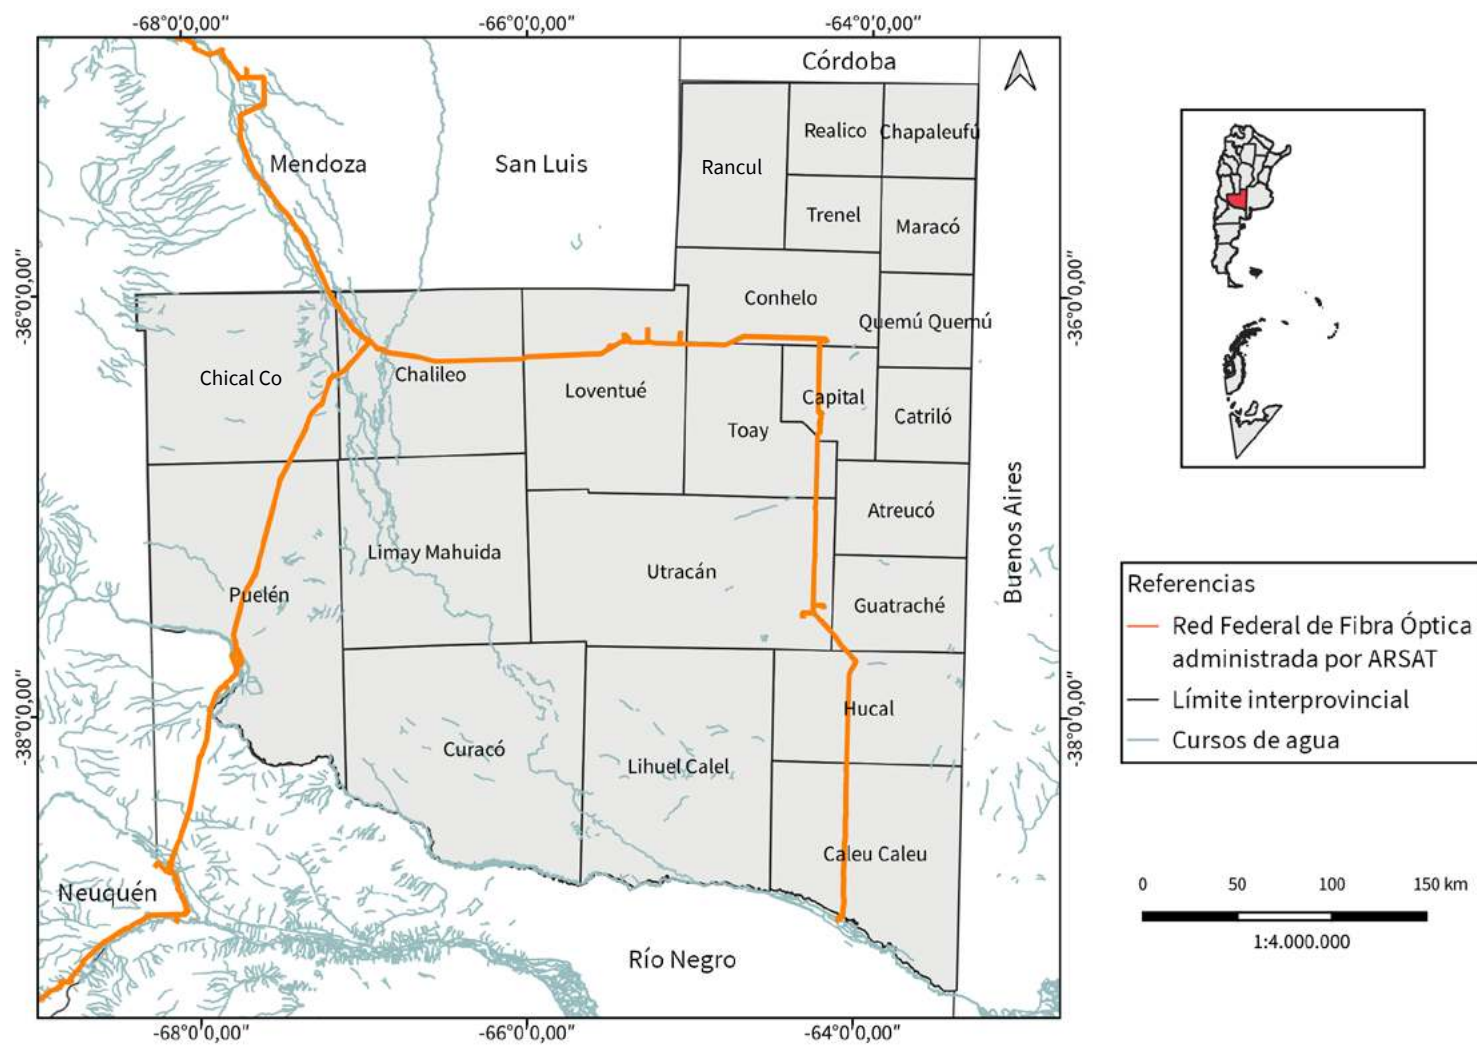 -68°0'0,00"
-66°0'0,00"
-64°0'0,00"
Córdoba
Mendoza
San Luis
Realico
Chapaleufú
Rancul
Trenel
Maracó
-36°0'0,00"
-36°0'0,00"
Conhelo
Quemú Quemú
Chical Co
Chalileo
Loventué
Capital
Toay
Catriló
Atreucó
Limay Mahuida
Utracán
Puelén
Guatraché
Buenos Aires
-38°0'0,00"
-38°0'0,00"
Hucal
Curacó
Lihuel Calel
Caleu Caleu
Neuquén
Río Negro
-68°0'0,00"
-66°0'0,00"
-64°0'0,00"
Referencias
Red Federal de Fibra Óptica
administrada por ARSAT
Límite interprovincial
Cursos de agua
0 50 100 150 km
1:4.000.000